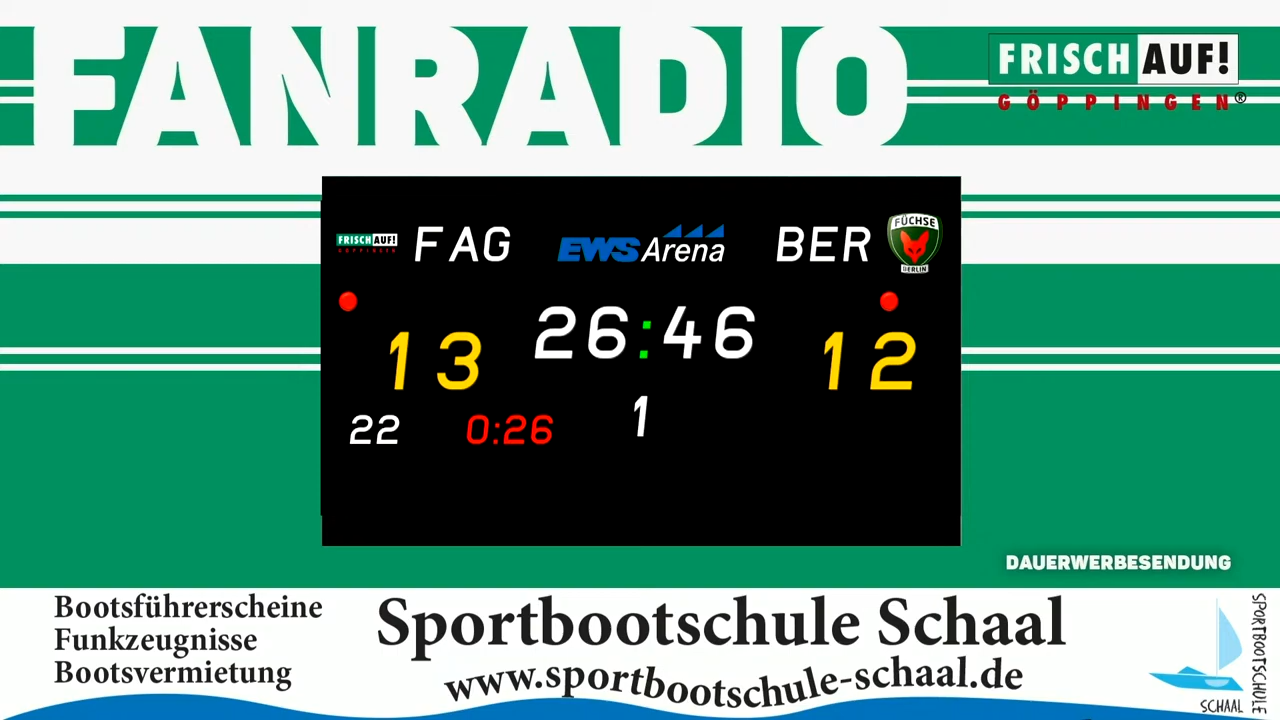 FANRADIO
FRISCH AUF!
GÖPPINGEN®
FRISCH AUF! FAG EWS Arena BER FÜCHSE BERLIN
GÖPPINGEN
26:46
13 12
1
22 0:26
DAUERWERBESENDUNG
Bootsführerscheine
Funkzeugnisse
Bootsvermietung
Sportbootschule Schaal
www.sportbootschule-schaal.de
SPORTBOOTSCHULE
SCHAAL